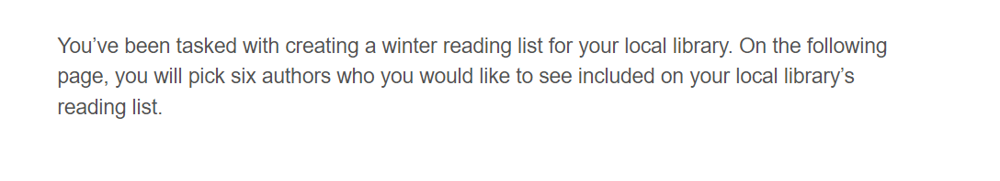 You’ve been tasked with creating a winter reading list for your local library. On the following
page, you will pick six authors who you would like to see included on your local library’s
reading list.